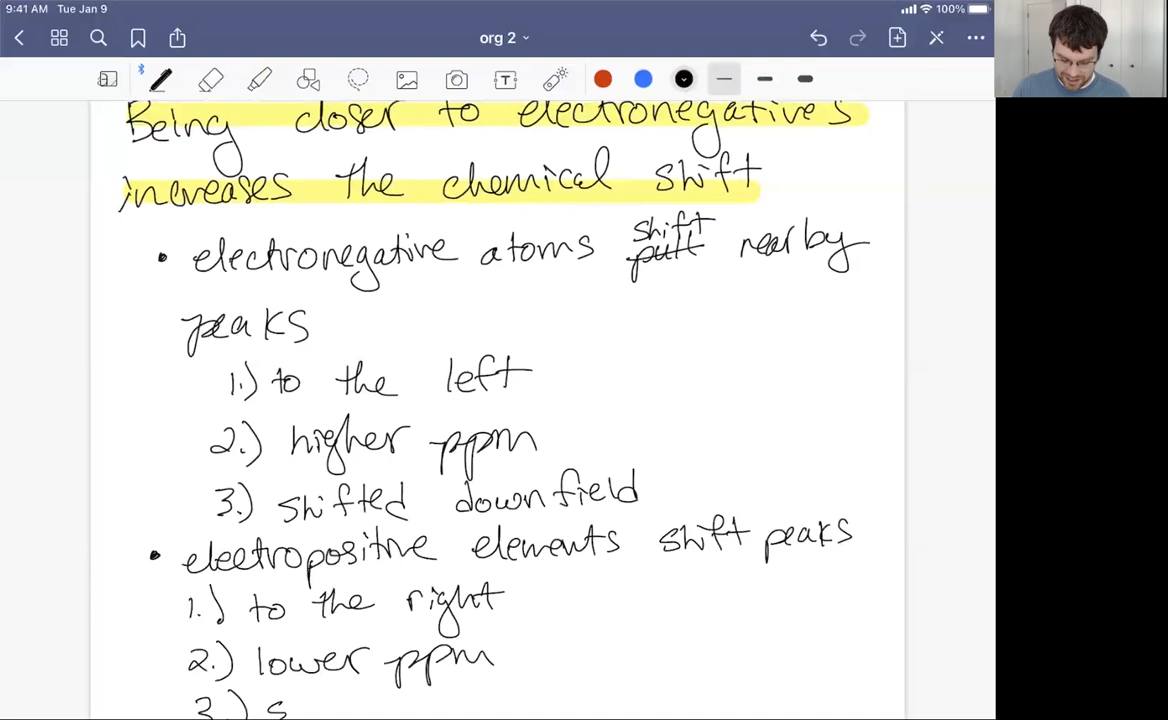 9:41 AM Tue Jan 9
100%
org 2
T
Being closer to electronegative's
increases the chemical shift
• electronegative atoms shift pull nearby
peaks
1.) to the left
2.) higher ppm
3.) shifted downfield
• electropositive elements shift peaks
1.) to the right
2.) lower ppm
3.) s